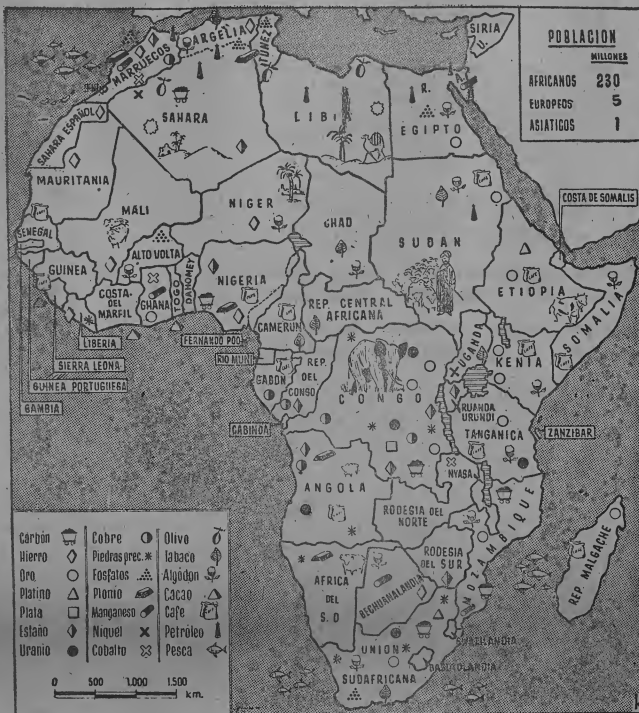 POBLACION
MILLONES
AFRICANOS 230
EUROPEOS 5
ASIATICOS 1
SIRIA
U.
R.
A.
MARRUECOS
ARGELIA
TUNEZ
SAHARA ESPAÑOL
SAHARA
LIBIA
EGIPTO
MAURITANIA
MALI
NIGER
CHAD
SUDAN
COSTA DE SOMALIS
SENEGAL
GUINEA
ALTO VOLTA
COSTA DEL
MARFIL
GHANA
TOGO
DAHOMEY
NIGERIA
CAMERUN
REP. CENTRAL
AFRICANA
ETIOPIA
SOMALIA
LIBERIA
SIERRA LEONA
GUINEA PORTUGUESA
GAMBIA
FERNANDO POO
RIO MUNI
GABON
REP.
DEL
CONGO
CONGO
UGANDA
KENIA
RUANDA
URUNDI
CABINDA
TANGANICA
ZANZIBAR
ANGOLA
NYASA
RODESIA DEL
NORTE
RODESIA
DEL SUR
MOZAMBIQUE
REP. MALGACHE
AFRICA
DEL
S.O
BECHUANALANDIA
SWAZILANDIA
BASUTOLANDIA
UNION
SUDAFRICANA
Carbón Cobre Olivo
Hierro Piedras prec. Tabaco
Oro Fosfatos Algodón
Platino Plomo Cacao
Plata Manganeso Cafe
Estaño Niquel Petróleo
Uranio Cobalto Pesca
0 500 1.000 1.500
km.